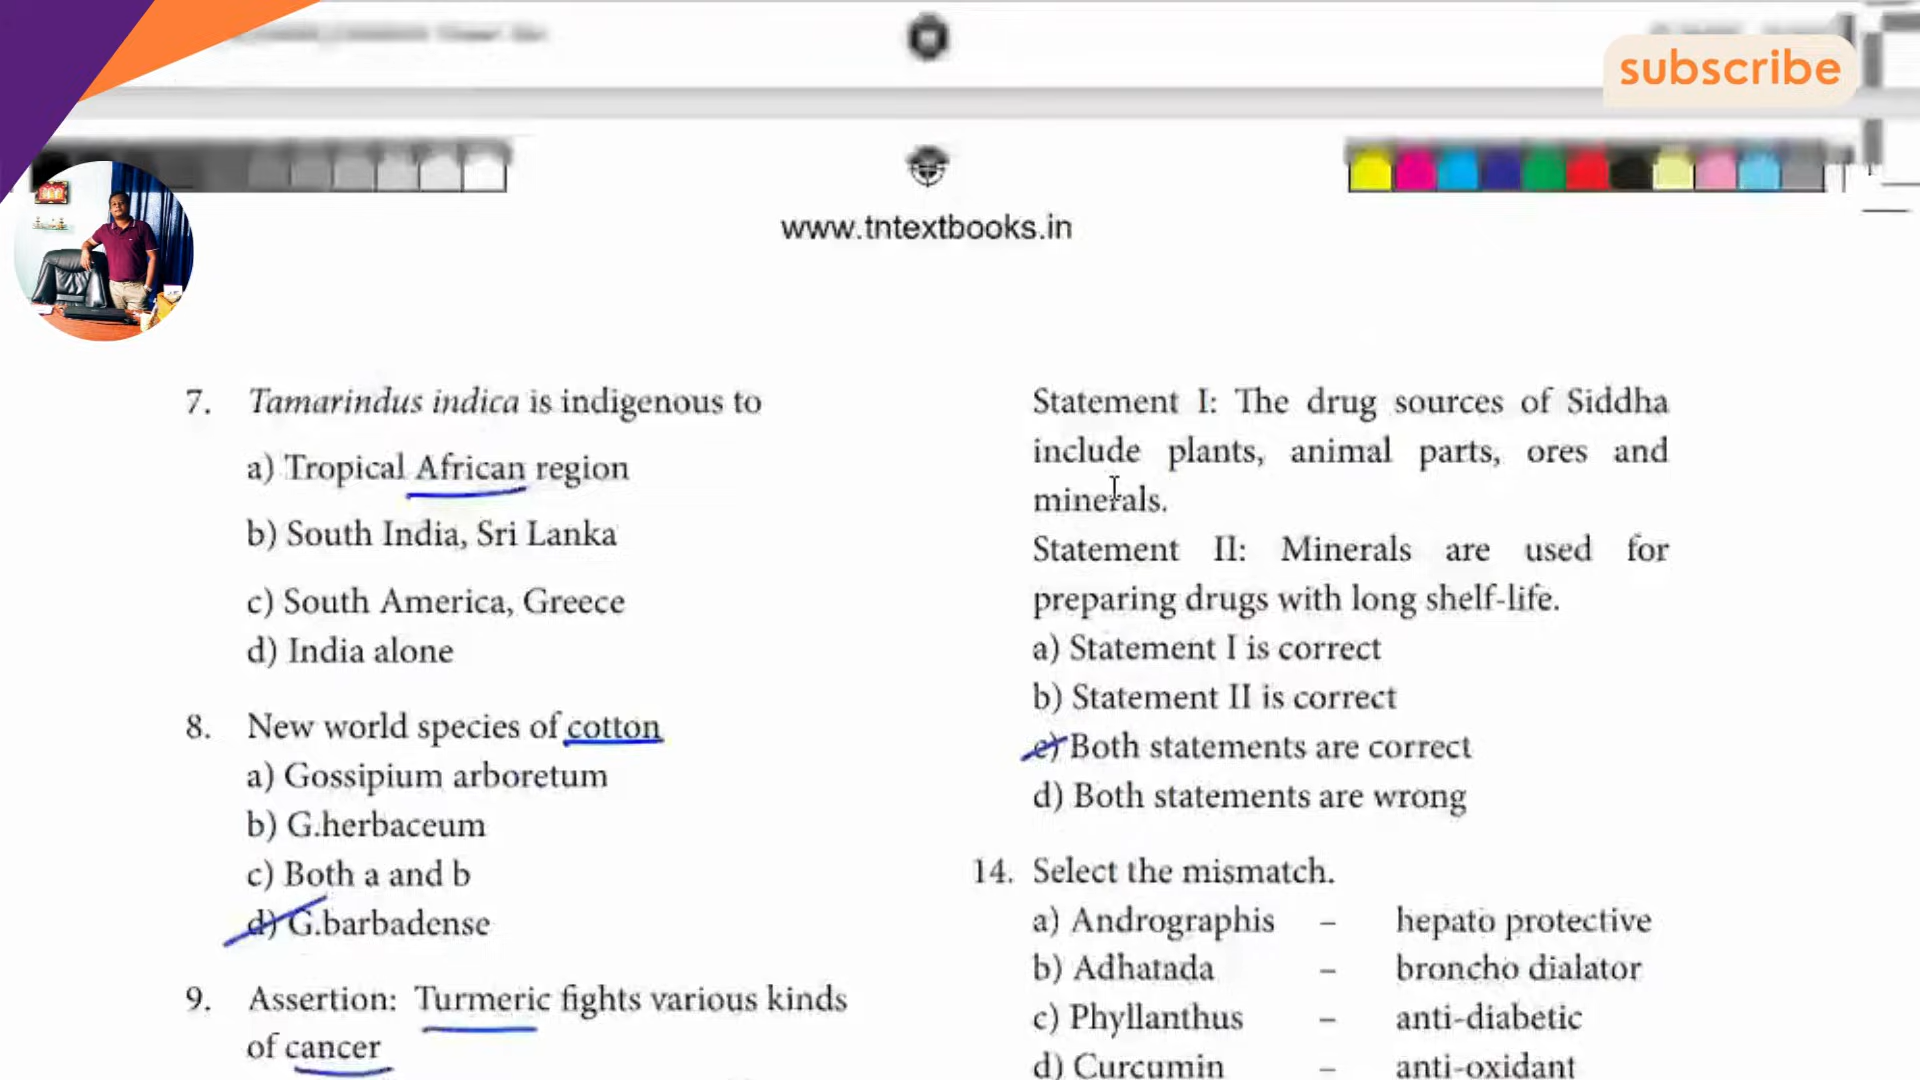 subscribe
www.tntextbooks.in
7. Tamarindus indica is indigenous to
a) Tropical African region
b) South India, Sri Lanka
c) South America, Greece
d) India alone
8. New world species of cotton
a) Gossipium arboretum
b) G.herbaceum
c) Both a and b
d) G.barbadense
9. Assertion: Turmeric fights various kinds
of cancer
Statement I: The drug sources of Siddha
include plants, animal parts, ores and
minerals.
Statement II: Minerals are used for
preparing drugs with long shelf-life.
a) Statement I is correct
b) Statement II is correct
c) Both statements are correct
d) Both statements are wrong
14. Select the mismatch.
a) Andrographis – hepato protective
b) Adhatada – broncho dialator
c) Phyllanthus – anti-diabetic
d) Curcumin – anti-oxidant